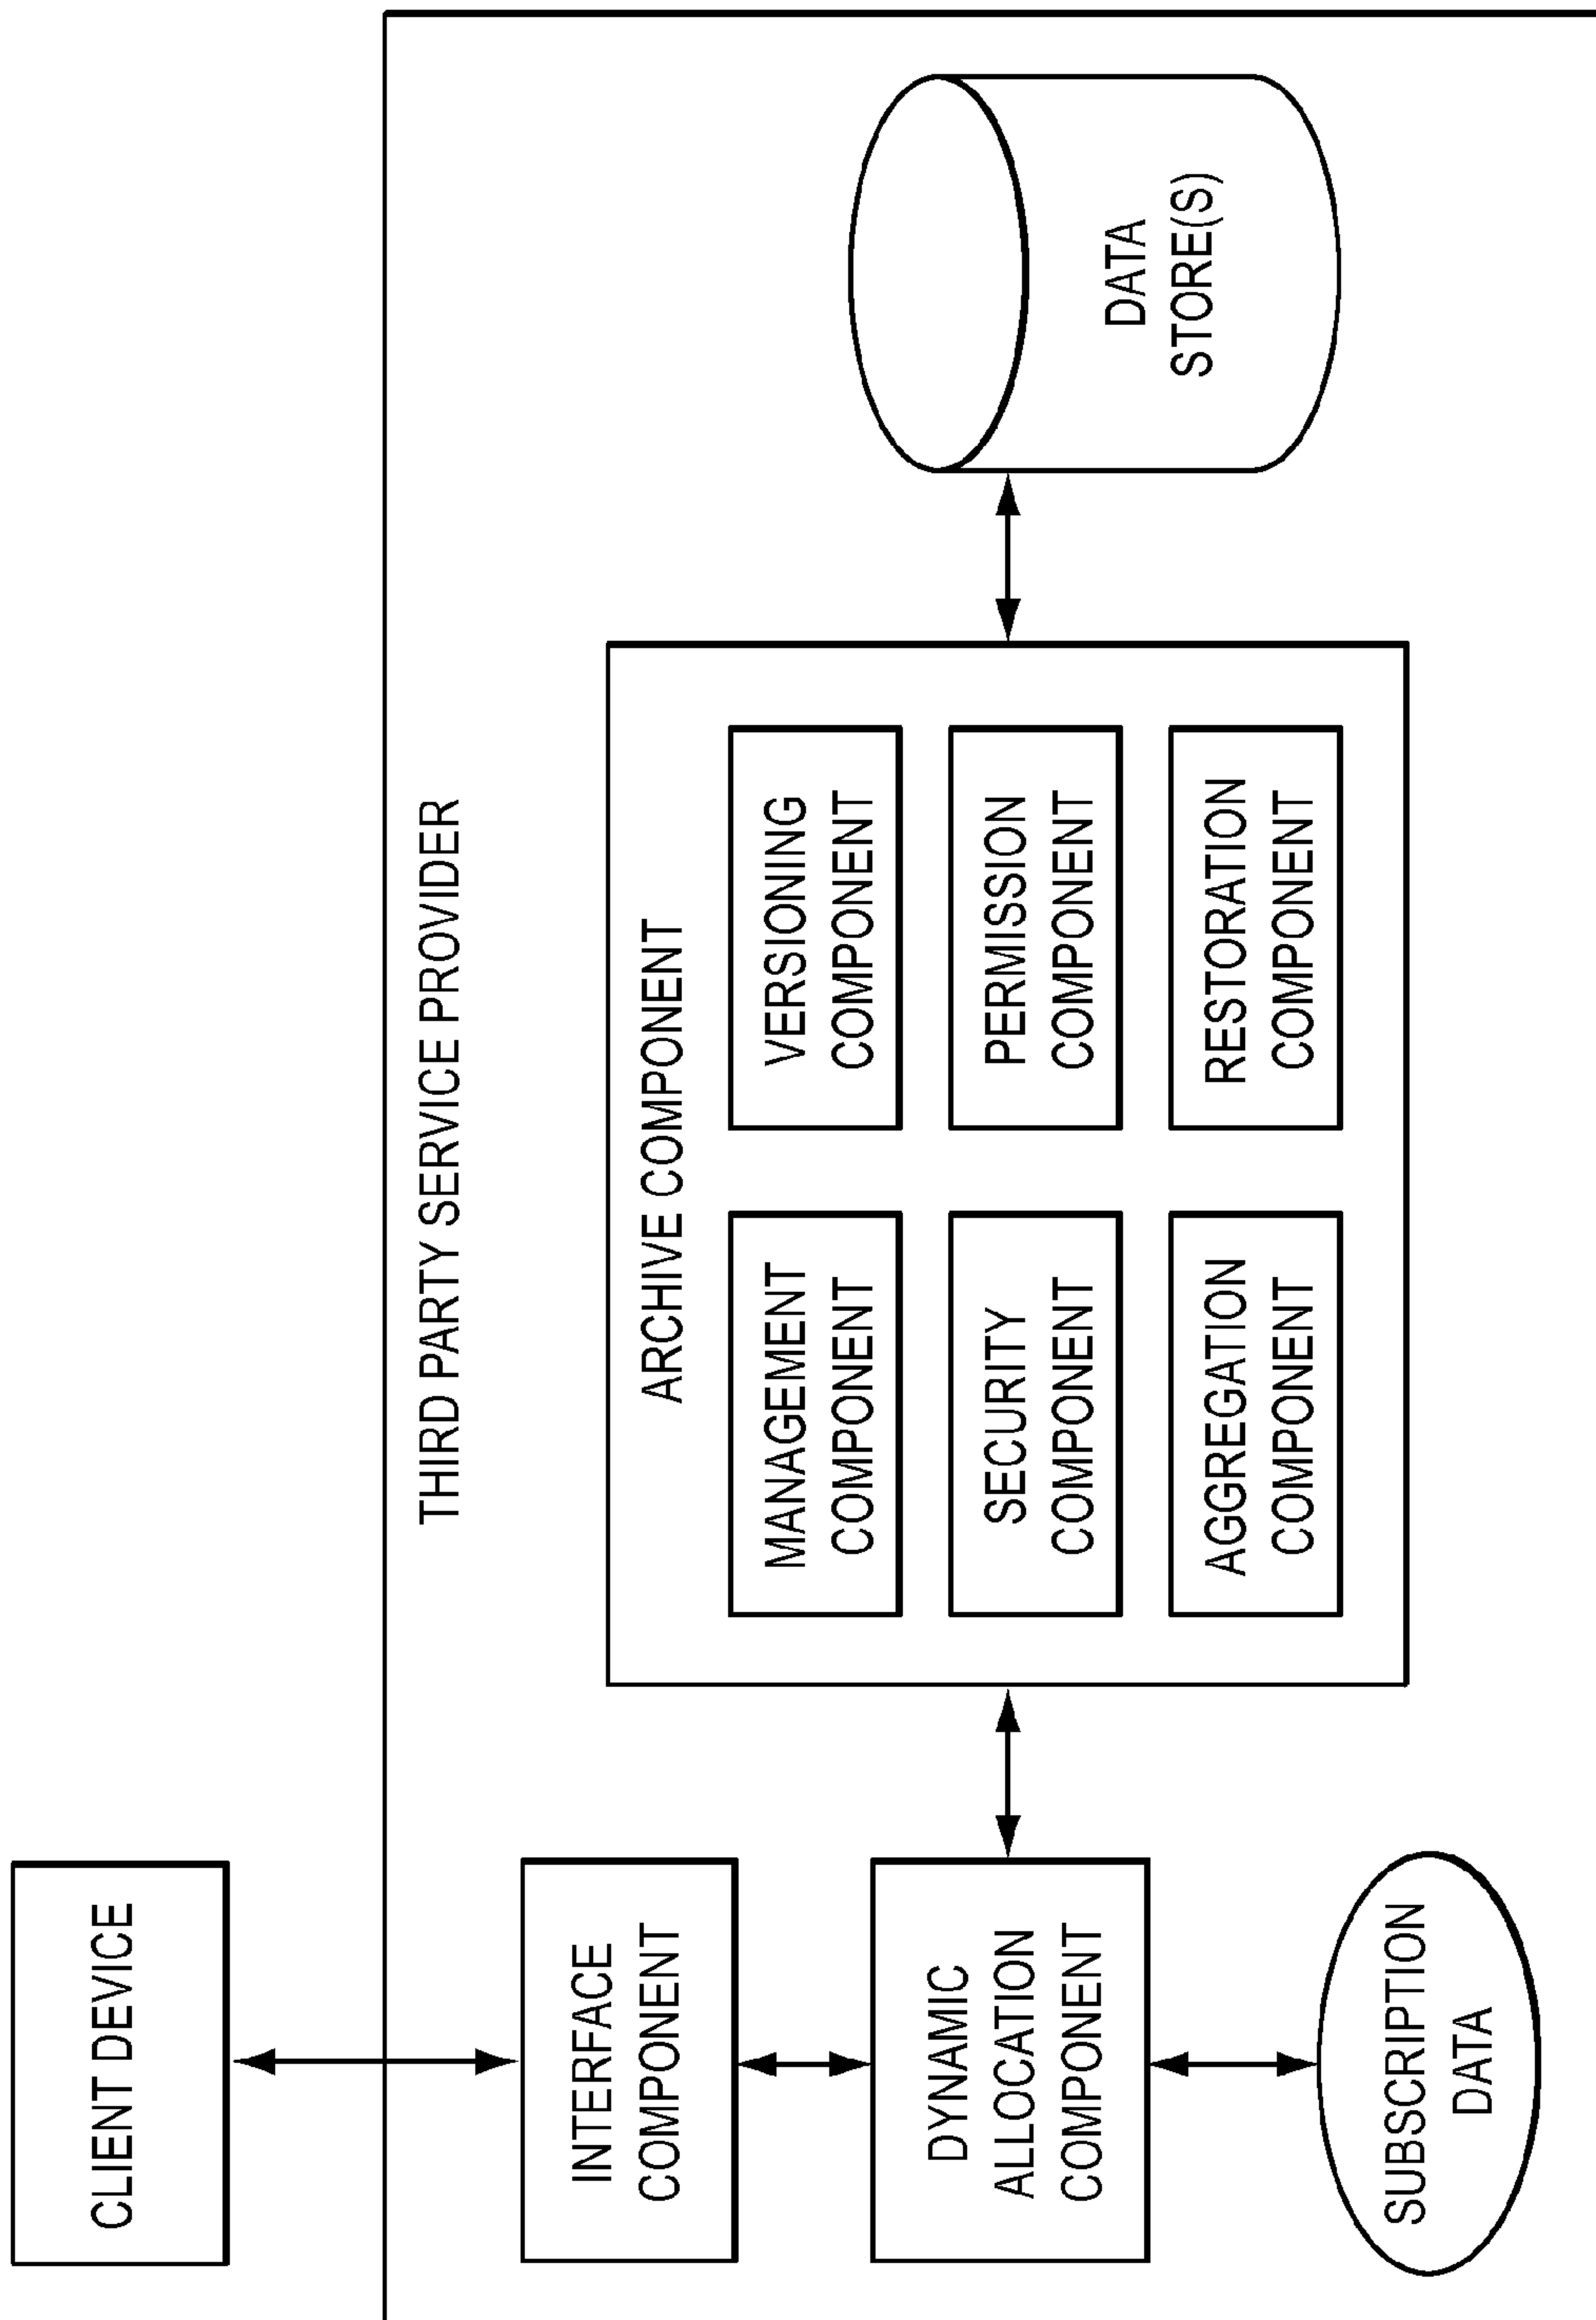 CLIENT DEVICE
THIRD PARTY SERVICE PROVIDER
INTERFACE
COMPONENT
DYNAMIC
ALLOCATION
COMPONENT
SUBSCRIPTION
DATA
ARCHIVE COMPONENT
MANAGEMENT
COMPONENT
VERSIONING
COMPONENT
SECURITY
COMPONENT
PERMISSION
COMPONENT
AGGREGATION
COMPONENT
RESTORATION
COMPONENT
DATA
STORE(S)